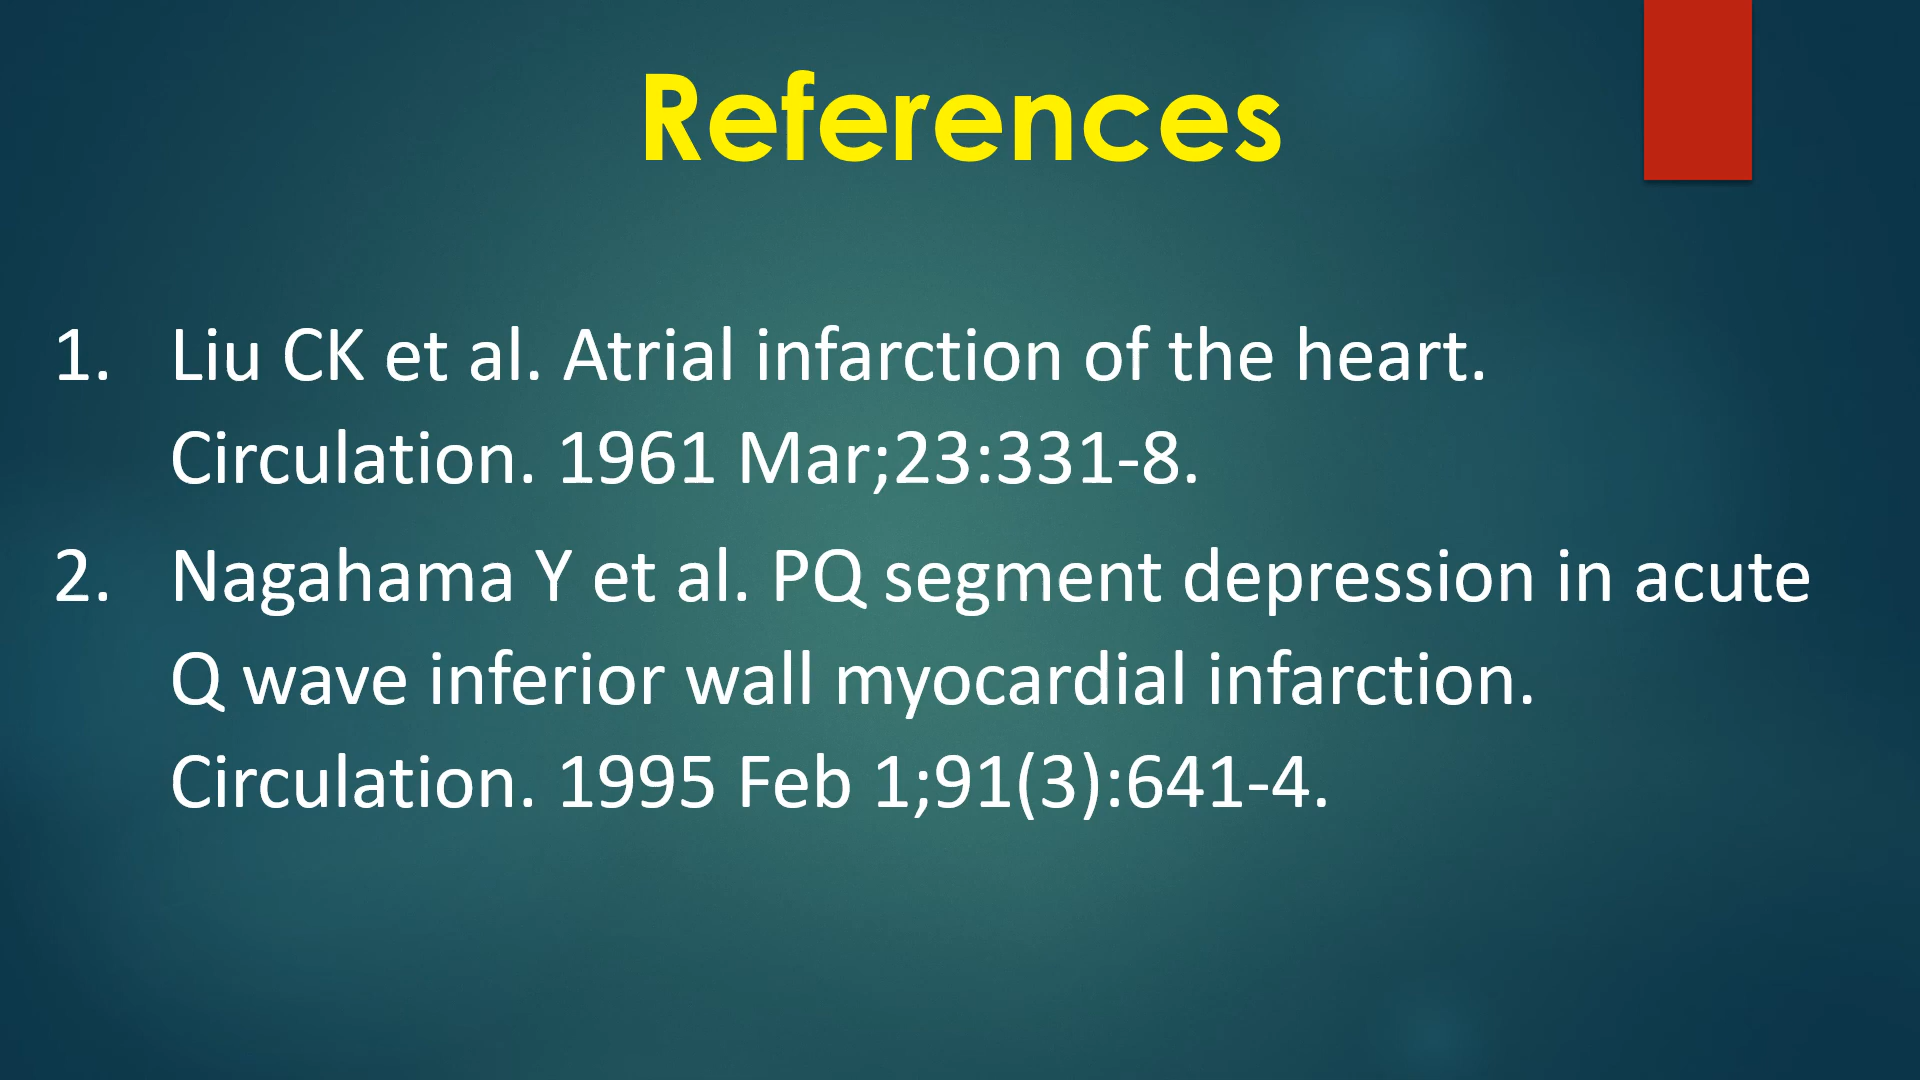 References
1. Liu CK et al. Atrial infarction of the heart.
Circulation. 1961 Mar;23:331-8.
2. Nagahama Y et al. PQ segment depression in acute
Q wave inferior wall myocardial infarction.
Circulation. 1995 Feb 1;91(3):641-4.